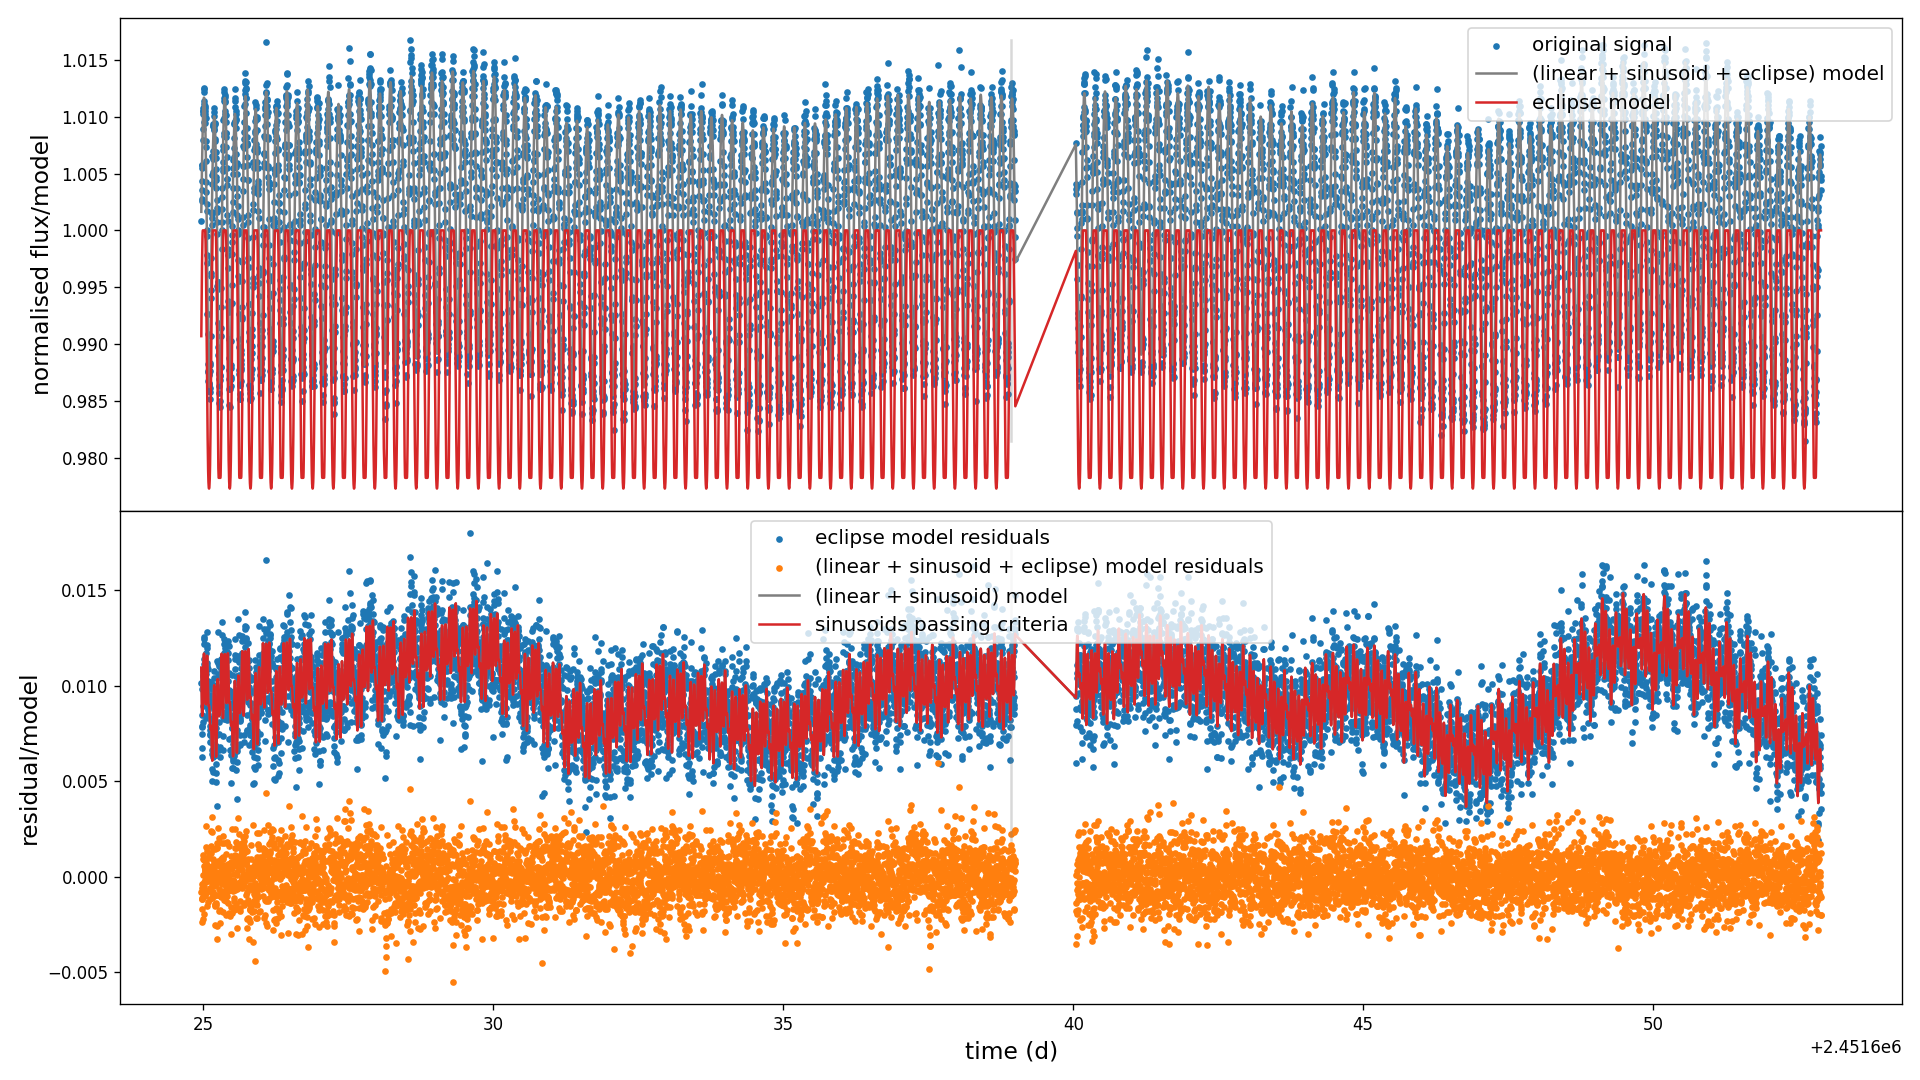 original signal
(linear + sinusoid + eclipse) model
eclipse model
normalised flux/model
1.015
1.010
1.005
1.000
0.995
0.990
0.985
0.980
eclipse model residuals
(linear + sinusoid + eclipse) model residuals
(linear + sinusoid) model
sinusoids passing criteria
residual/model
0.015
0.010
0.005
0.000
−0.005
25
30
35
40
45
50
time (d)
+2.4516e6